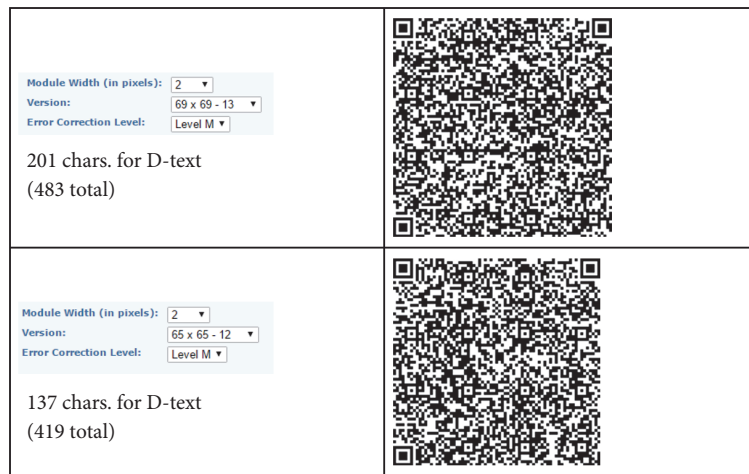 Module Width (in pixels): 2
Version: 69 x 69 - 13
Error Correction Level: Level M
201 chars. for D-text
(483 total)
Module Width (in pixels): 2
Version: 65 x 65 - 12
Error Correction Level: Level M
137 chars. for D-text
(419 total)